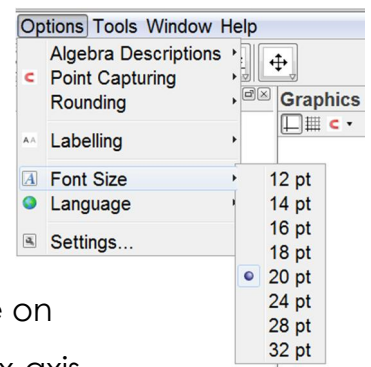 Options Tools Window Help
Algebra Descriptions
Point Capturing
Rounding
Graphics
Labelling
Font Size
12 pt
Language
14 pt
16 pt
Settings...
18 pt
20 pt
24 pt
28 pt
32 pt
on
x-axis